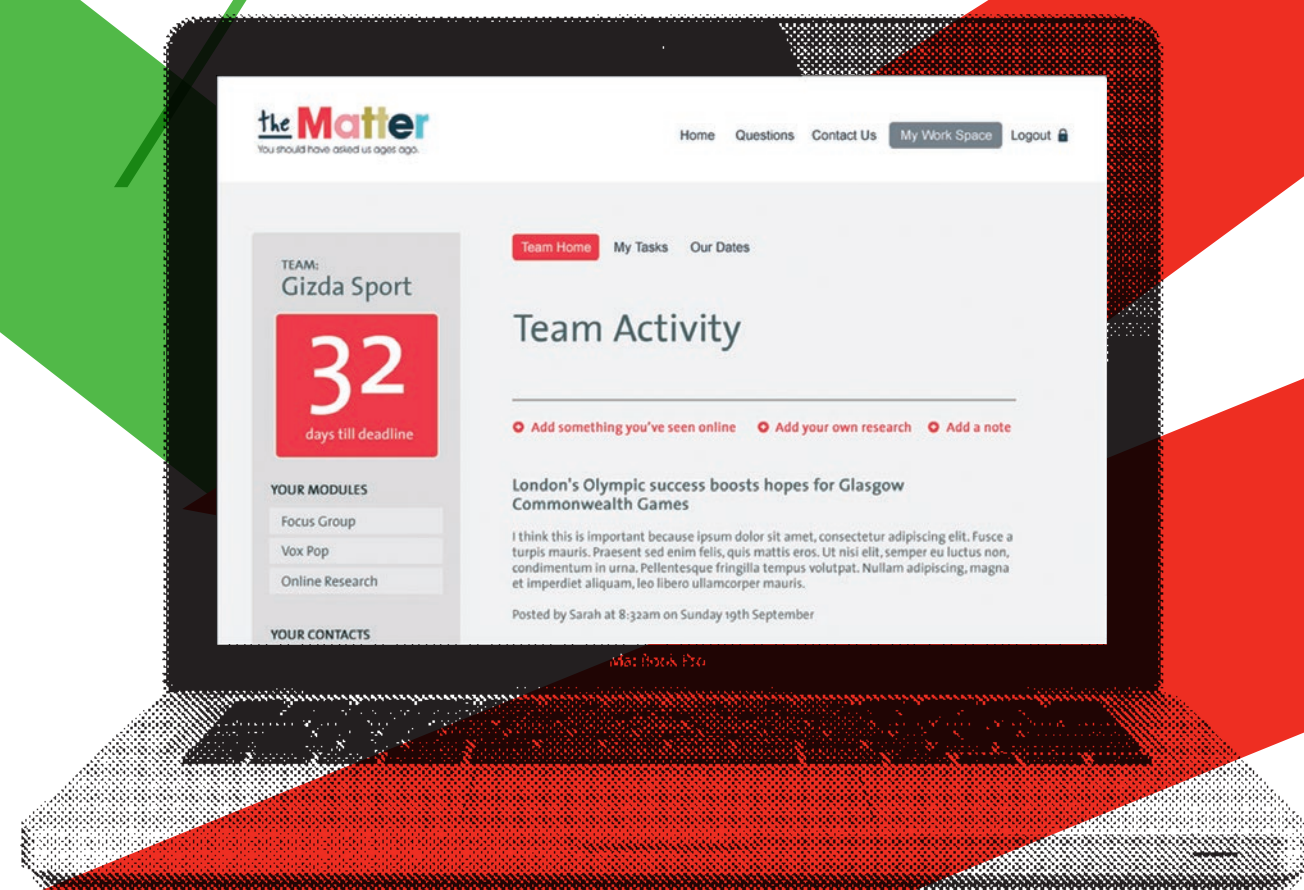 the Matter
You should have asked us ages ago.
Home Questions Contact Us My Work Space Logout
TEAM:
Gizda Sport
32
days till deadline
YOUR MODULES
Focus Group
Vox Pop
Online Research
YOUR CONTACTS
Team Home My Tasks Our Dates
Team Activity
Add something you've seen online Add your own research Add a note
London's Olympic success boosts hopes for Glasgow
Commonwealth Games
I think this is important because ipsum dolor sit amet, consectetur adipiscing elit. Fusce a
turpis mauris. Praesent sed enim felis, quis mattis eros. Ut nisi elit, semper eu luctus non,
condimentum in urna. Pellentesque fringilla tempus volutpat. Nullam adipiscing, magna
et imperdiet aliquam, leo libero ullamcorper mauris.
Posted by Sarah at 8:32am on Sunday 19th September
MacBook Pro